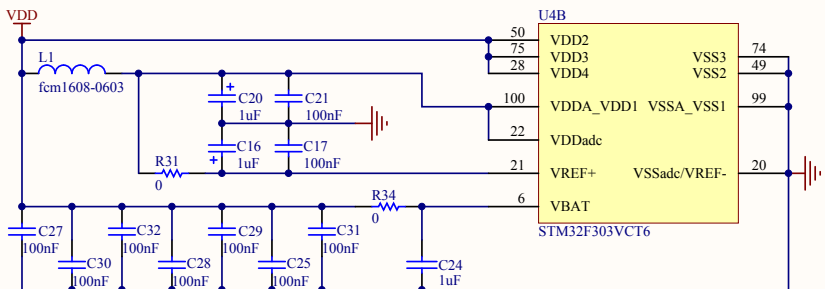 VDD
U4B
50
VDD2
75
VDD3
VSS3
74
28
VDD4
VSS2
49
L1
fcm1608-0603
100
VDDA_VDD1
VSSA_VSS1
99
+
C20
1uF
C21
100nF
22
VDDadc
C16
+
1uF
C17
100nF
R31
0
21
VREF+
VSSadc/VREF-
20
R34
0
6
VBAT
STM32F303VCT6
C27
100nF
C32
100nF
C29
100nF
C31
100nF
C30
100nF
C28
100nF
C25
100nF
C24
1uF